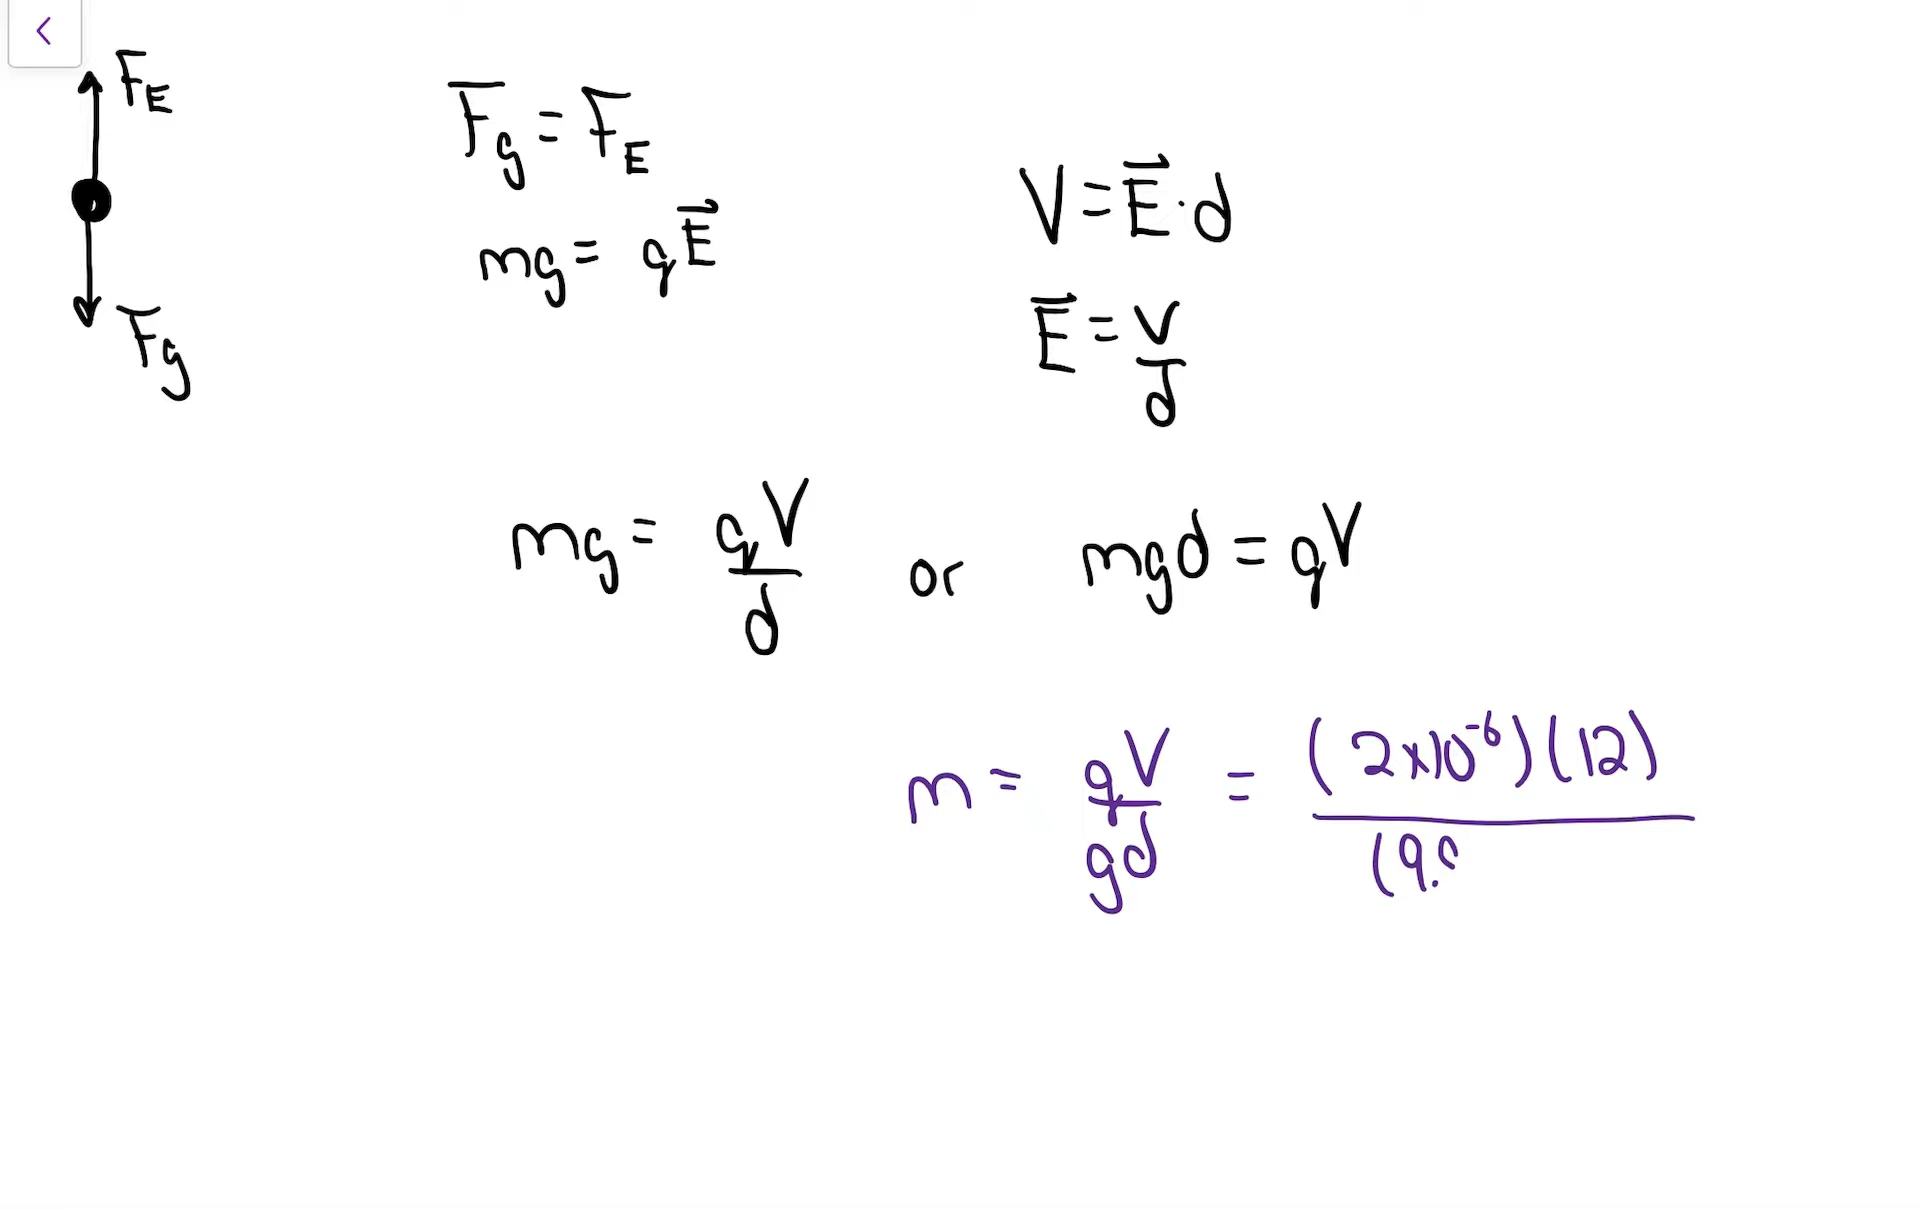 F_E
F_g
F_g = F_E
mg = qE⃗
V = E⃗ · d
E⃗ = V/d
mg = qV/d or mgd = qV
m = qV/gd = (2x10⁻⁶)(12)/(9.